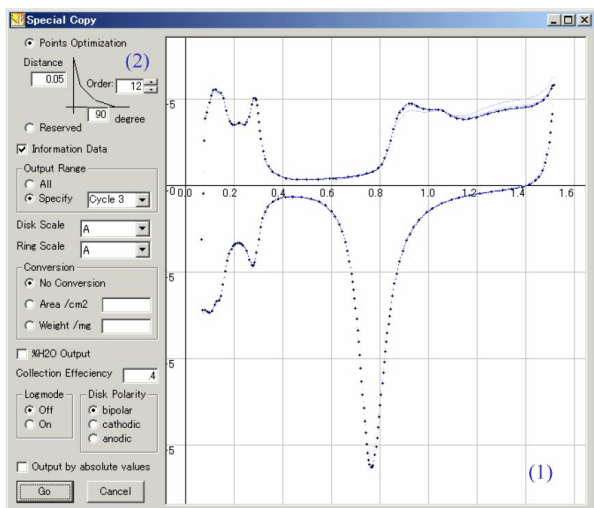 Special Copy
Points Optimization
Distance
(2)
0.05
Order: 12
90 degree
Reserved
Information Data
Output Range
All
Specify Cycle 3
Disk Scale A
Ring Scale A
Conversion
No Conversion
Area /cm2
Weight /mg
%H2O Output
Collection Effeciency .4
Logmode
Off
On
Disk Polarity
bipolar
cathodic
anodic
Output by absolute values
Go Cancel
-5
-0 0.0 0.2 0.4 0.6 0.8 1.0 1.2 1.4 1.6
-5
-5
-5
(1)